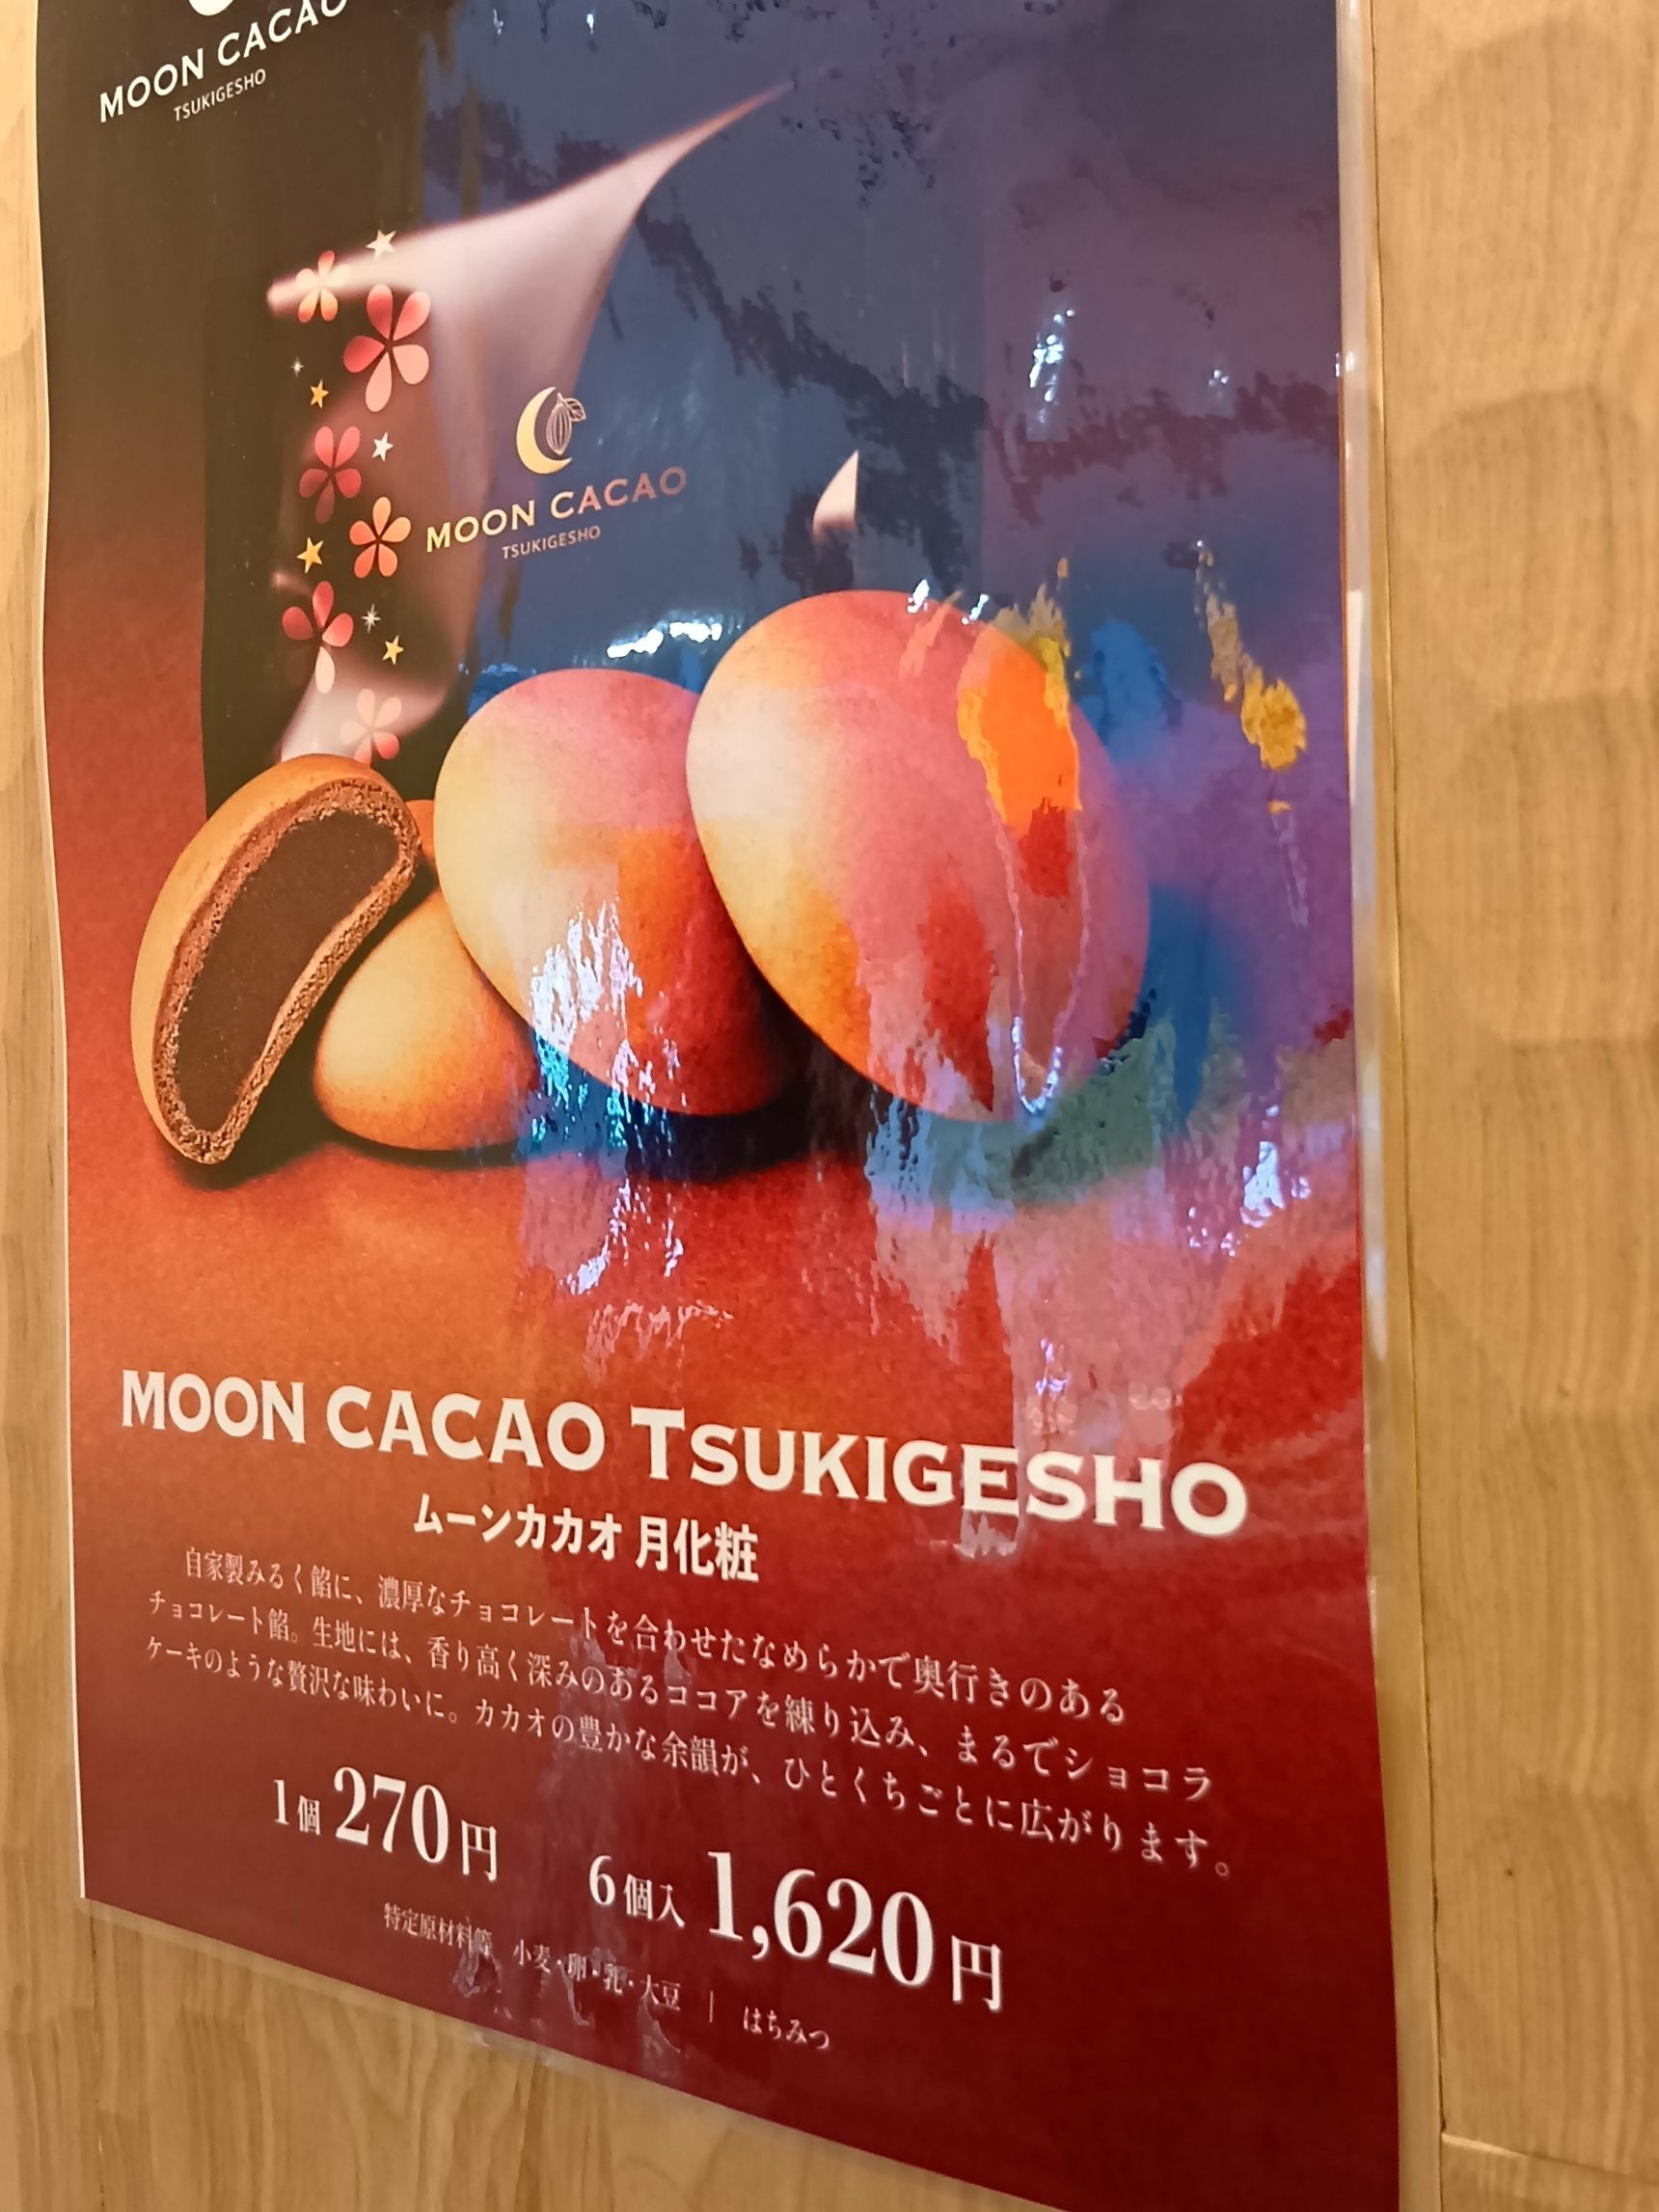 MOON CACAO
TSUKIGESHO
MOON CACAO
TSUKIGESHO
MOON CACAO TSUKIGESHO
ムーンカカオ 月化粧
自家製みるく餡に、濃厚なチョコレートを合わせたなめらかで奥行きのある
チョコレート餡。生地には、香り高く深みのあるココアを練り込み、まるでショコラ
ケーキのような贅沢な味わいに。カカオの豊かな余韻が、ひとくちごとに広がります。
1個 270円 6個入 1,620円
特定原材料等 小麦・卵・乳・大豆 | はちみつ